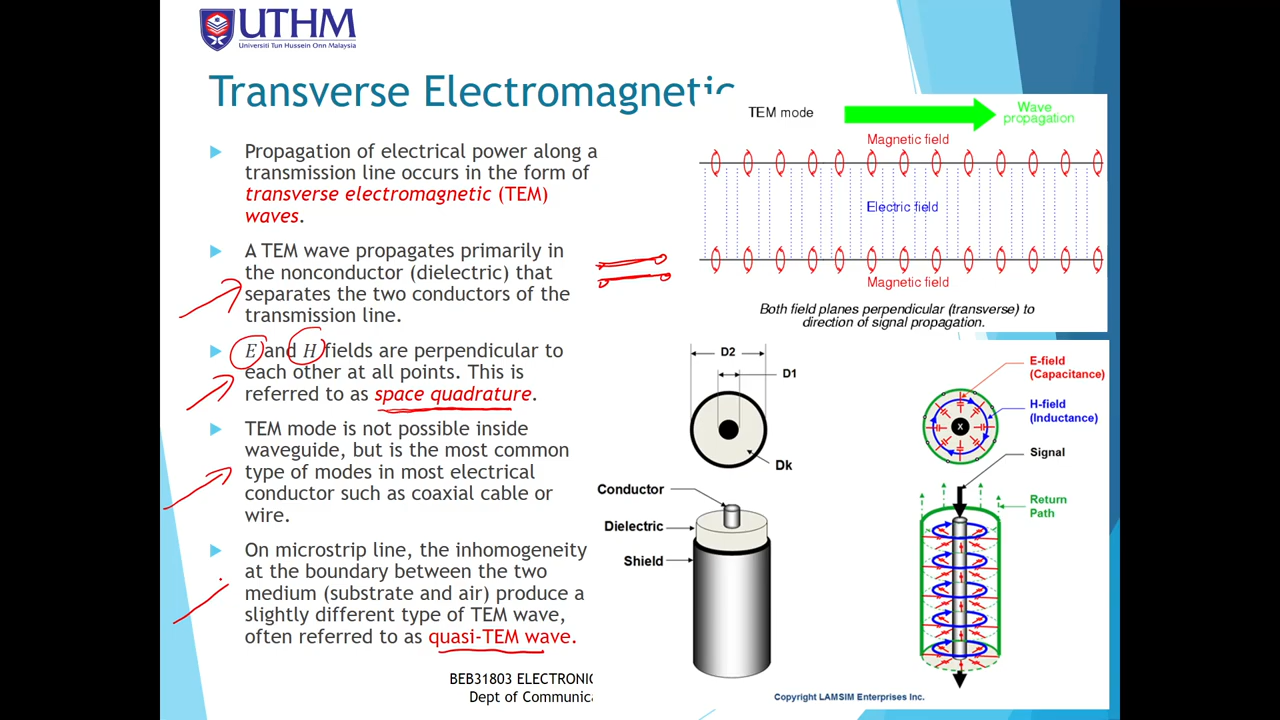 UTHM
Universiti Tun Hussein Onn Malaysia
Transverse Electromagnetic
Propagation of electrical power along a
transmission line occurs in the form of
transverse electromagnetic (TEM)
waves.
A TEM wave propagates primarily in
the nonconductor (dielectric) that
separates the two conductors of the
transmission line.
E and H fields are perpendicular to
each other at all points. This is
referred to as space quadrature.
TEM mode is not possible inside
waveguide, but is the most common
type of modes in most electrical
conductor such as coaxial cable or
wire.
On microstrip line, the inhomogeneity
at the boundary between the two
medium (substrate and air) produce a
slightly different type of TEM wave,
often referred to as quasi-TEM wave.
BEB31803 ELECTRONIC
Dept of Communica
TEM mode
Wave
propagation
Magnetic field
Electric field
Magnetic field
Both field planes perpendicular (transverse) to
direction of signal propagation.
D2
D1
Dk
Conductor
Dielectric
Shield
E-field
(Capacitance)
H-field
(Inductance)
X
Signal
Return
Path
Copyright LAMSIM Enterprises Inc.